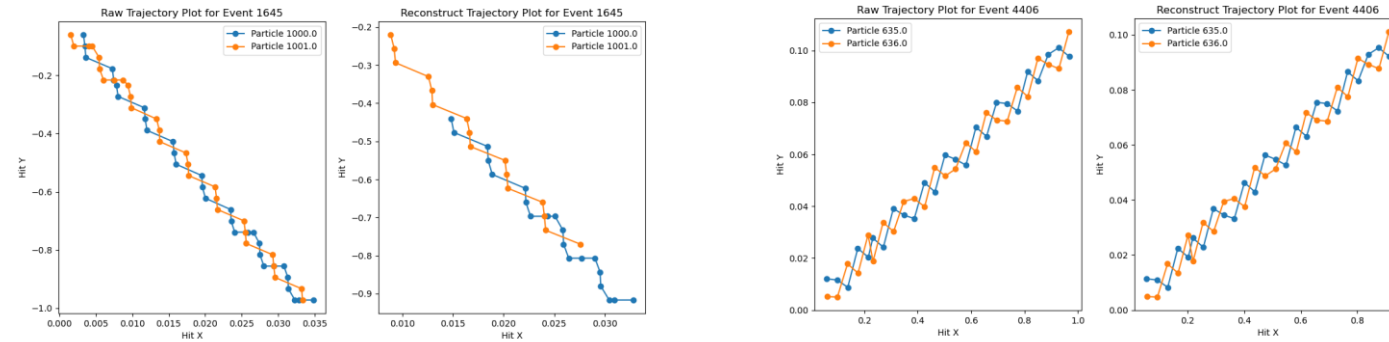 Raw Trajectory Plot for Event 1645
Particle 1000.0
Particle 1001.0
−0.2
−0.4
−0.6
−0.8
−1.0
Hit Y
0.000
0.005
0.010
0.015
0.020
0.025
0.030
0.035
Hit X
Reconstruct Trajectory Plot for Event 1645
Particle 1000.0
Particle 1001.0
−0.2
−0.3
−0.4
−0.5
−0.6
−0.7
−0.8
−0.9
Hit Y
0.010
0.015
0.020
0.025
0.030
Hit X
Raw Trajectory Plot for Event 4406
Particle 635.0
Particle 636.0
0.10
0.08
0.06
0.04
0.02
0.00
Hit Y
0.2
0.4
0.6
0.8
1.0
Hit X
Reconstruct Trajectory Plot for Event 4406
Particle 635.0
Particle 636.0
0.10
0.08
0.06
0.04
0.02
0.00
Hit Y
0.2
0.4
0.6
0.8
Hit X